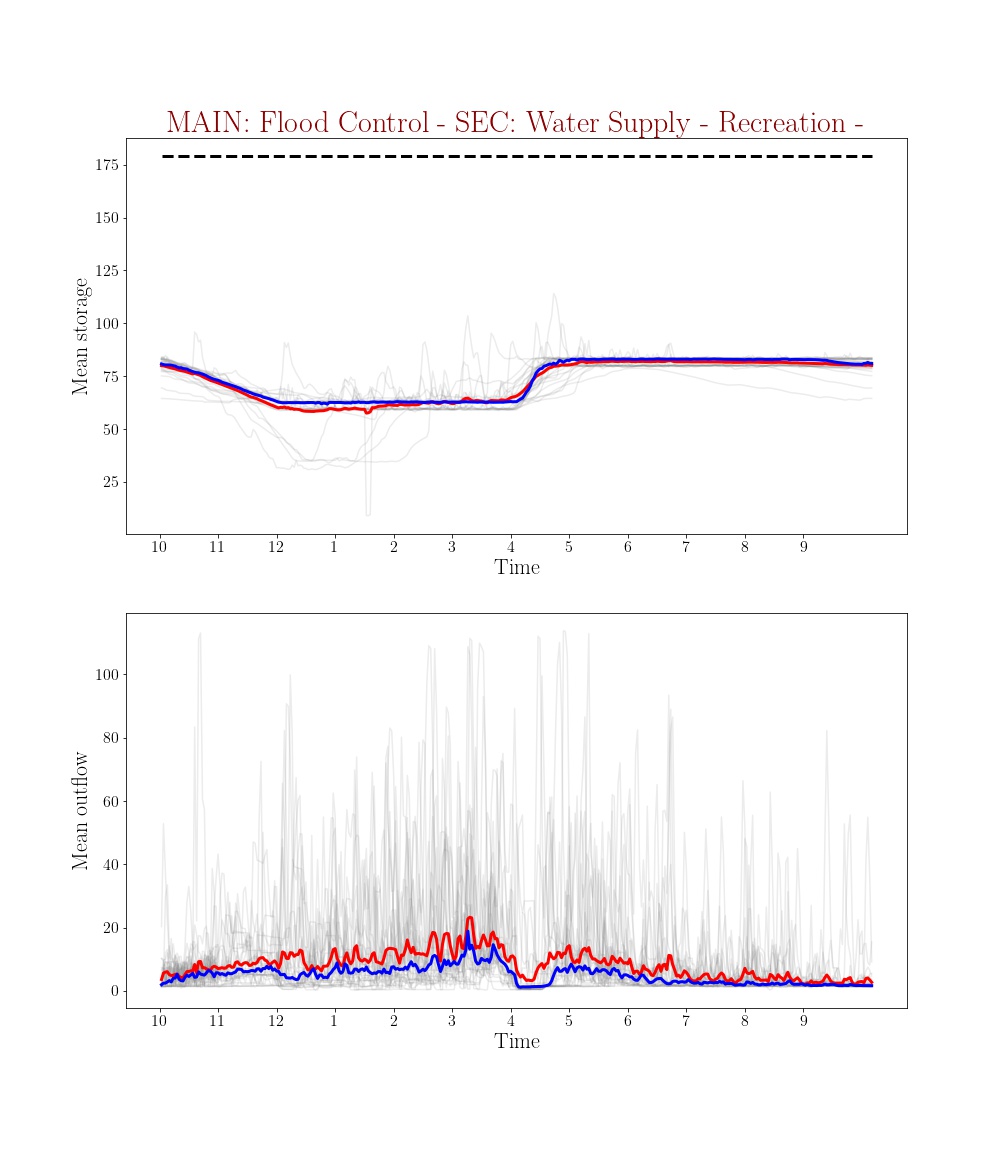 MAIN: Flood Control - SEC: Water Supply - Recreation -
175
150
125
100
75
50
25
Mean storage
10 11 12 1 2 3 4 5 6 7 8 9
Time
100
80
60
40
20
0
Mean outflow
10 11 12 1 2 3 4 5 6 7 8 9
Time